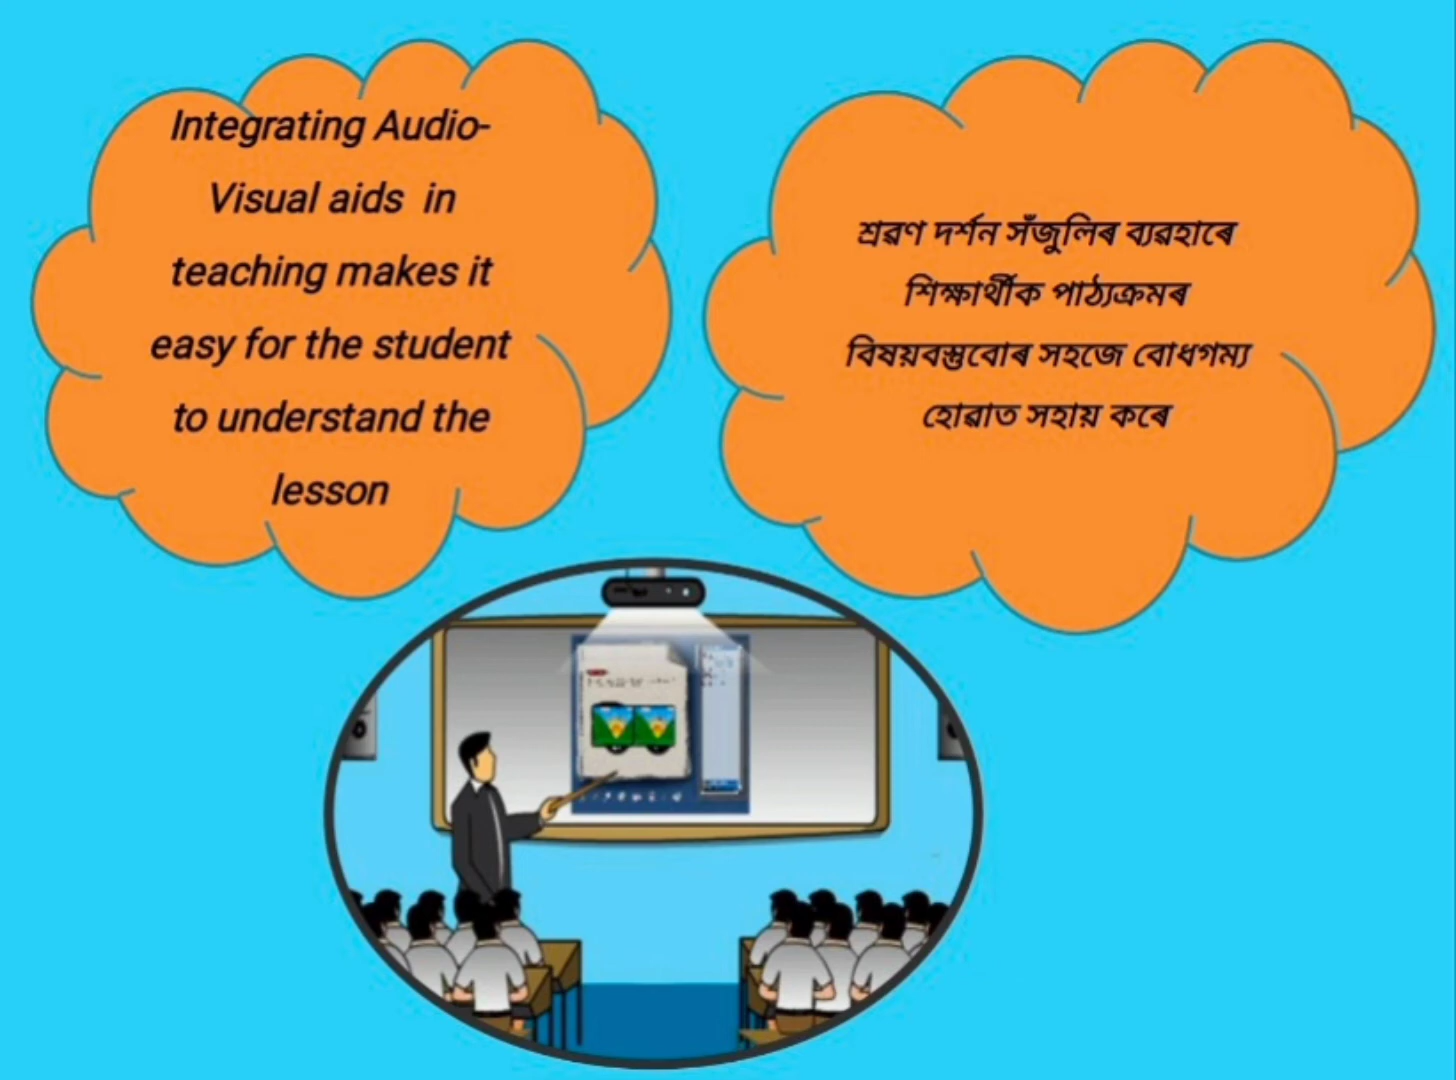 Integrating Audio-
Visual aids in
teaching makes it
easy for the student
to understand the
lesson
শ্ৰৱণ দৰ্শন সঁজুলিৰ ব্যৱহাৰে
শিক্ষাৰ্থীক পাঠ্যক্ৰমৰ
বিষয়বস্তুবোৰ সহজে বোধগম্য
হোৱাত সহায় কৰে